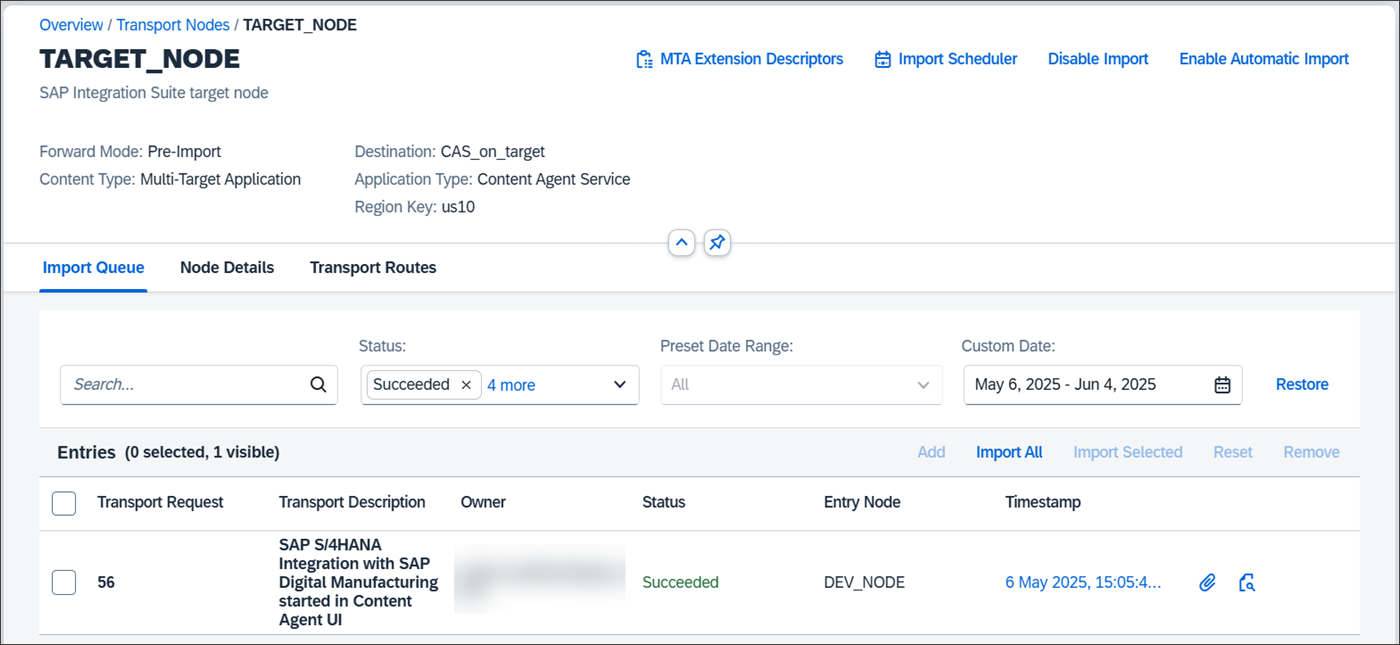 Overview / Transport Nodes / TARGET_NODE
TARGET_NODE
MTA Extension Descriptors Import Scheduler Disable Import Enable Automatic Import
SAP Integration Suite target node
Forward Mode: Pre-Import Destination: CAS_on_target
Content Type: Multi-Target Application Application Type: Content Agent Service
Region Key: us10
Import Queue Node Details Transport Routes
Status: Preset Date Range: Custom Date:
Search... Succeeded 4 more All May 6, 2025 - Jun 4, 2025 Restore
Entries (0 selected, 1 visible) Add Import All Import Selected Reset Remove
Transport Request Transport Description Owner Status Entry Node Timestamp
SAP S/4HANA
Integration with SAP
56 Digital Manufacturing Succeeded DEV_NODE 6 May 2025, 15:05:4...
started in Content
Agent UI